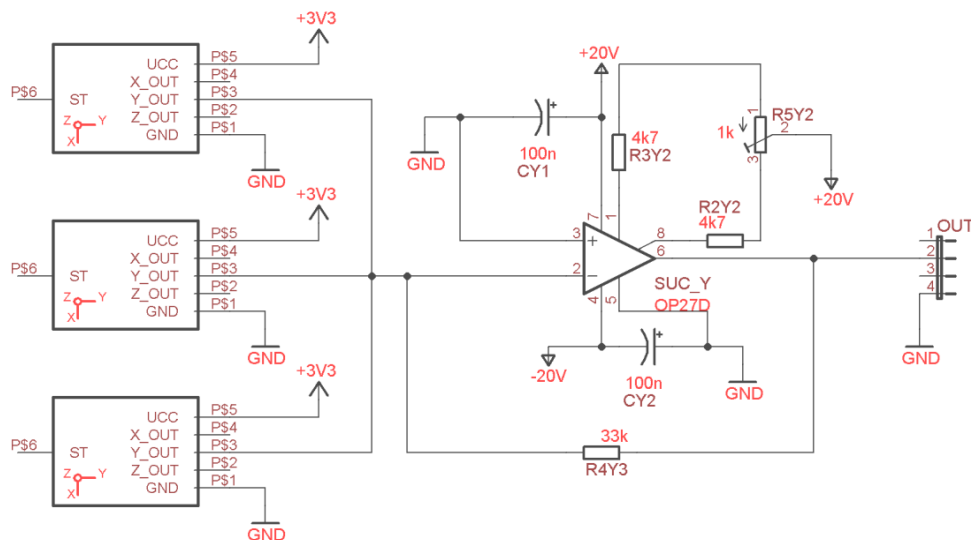 +3V3
UCC P$5
X_OUT P$4
P$6 ST Y_OUT P$3
Z_OUT P$2
Z Y
X
GND P$1
GND
+3V3
UCC P$5
X_OUT P$4
P$6 ST Y_OUT P$3
Z_OUT P$2
Z Y
X
GND P$1
GND
+3V3
UCC P$5
X_OUT P$4
P$6 ST Y_OUT P$3
Z_OUT P$2
Z Y
X
GND P$1
GND
+20V
+
GND
100n
CY1
4k7
R3Y2
1
R5Y2
1k
2
3
+20V
R2Y2
4k7
7
1
3 +
2 −
8
6
4
5
SUC_Y
OP27D
-20V
+
100n
CY2
GND
33k
R4Y3
OUT
1
2
3
4
GND